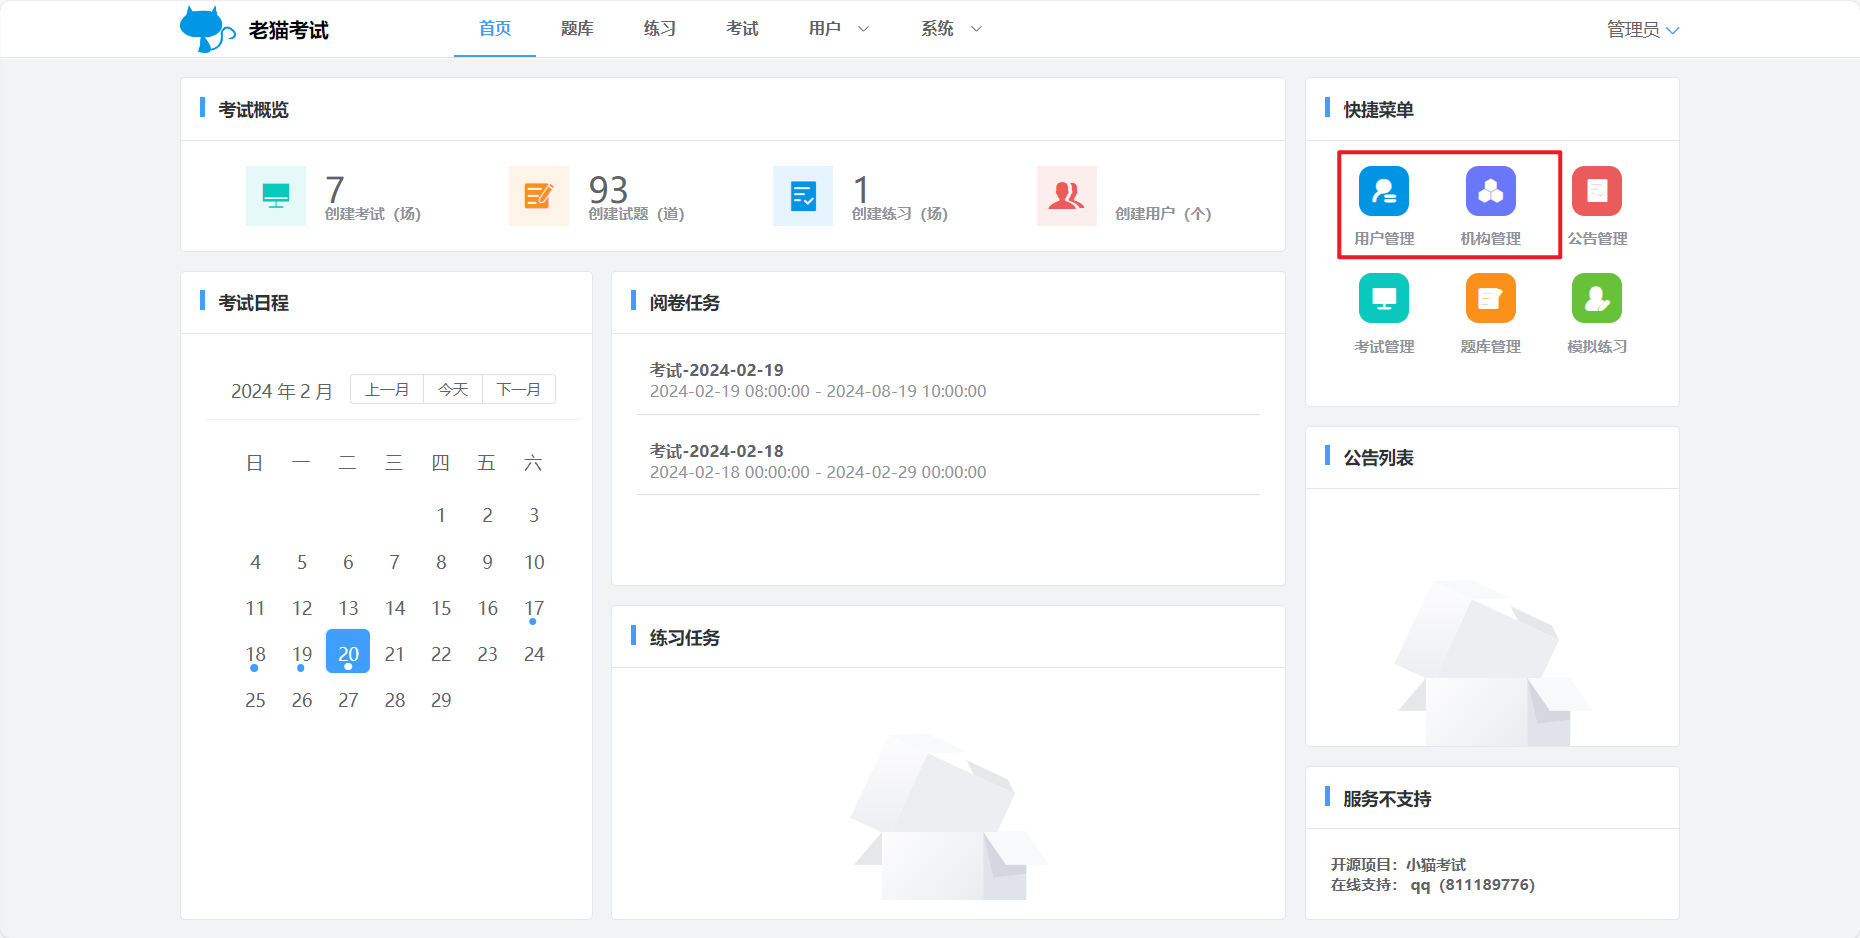 老猫考试
首页 题库 练习 考试 用户 系统 管理员
考试概览
7
创建考试（场）
93
创建试题（道）
1
创建练习（场）
创建用户（个）
快捷菜单
用户管理 机构管理 公告管理
考试管理 题库管理 模拟练习
考试日程
2024 年 2 月 上一月 今天 下一月
日 一 二 三 四 五 六
1 2 3
4 5 6 7 8 9 10
11 12 13 14 15 16 17
18 19 20 21 22 23 24
25 26 27 28 29
阅卷任务
考试-2024-02-19
2024-02-19 08:00:00 - 2024-08-19 10:00:00
考试-2024-02-18
2024-02-18 00:00:00 - 2024-02-29 00:00:00
练习任务
公告列表
服务不支持
开源项目：小猫考试
在线支持： qq（811189776）